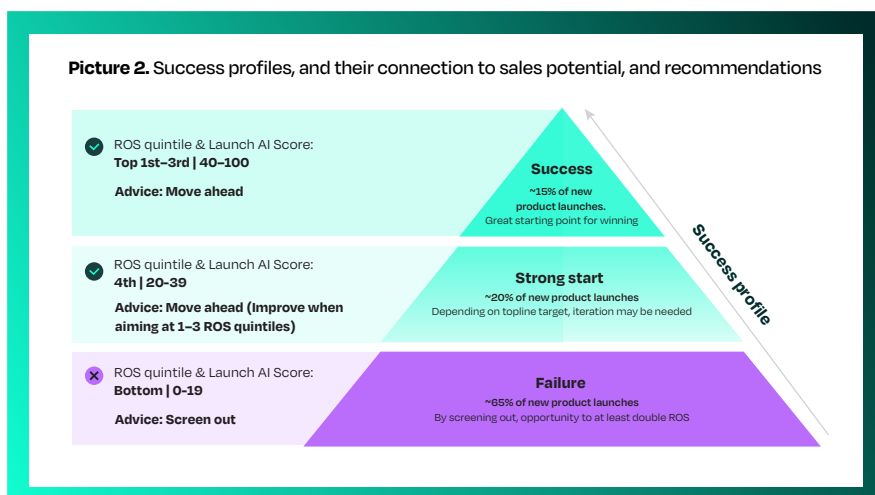 Picture 2. Success profiles, and their connection to sales potential, and recommendations
ROS quintile & Launch AI Score:
Top 1st–3rd | 40–100
Advice: Move ahead
Success
~15% of new
product launches.
Great starting point for winning
ROS quintile & Launch AI Score:
4th | 20-39
Advice: Move ahead (Improve when
aiming at 1–3 ROS quintiles)
Strong start
~20% of new product launches
Depending on topline target, iteration may be needed
ROS quintile & Launch AI Score:
Bottom | 0-19
Advice: Screen out
Failure
~65% of new product launches
By screening out, opportunity to at least double ROS
Success profile